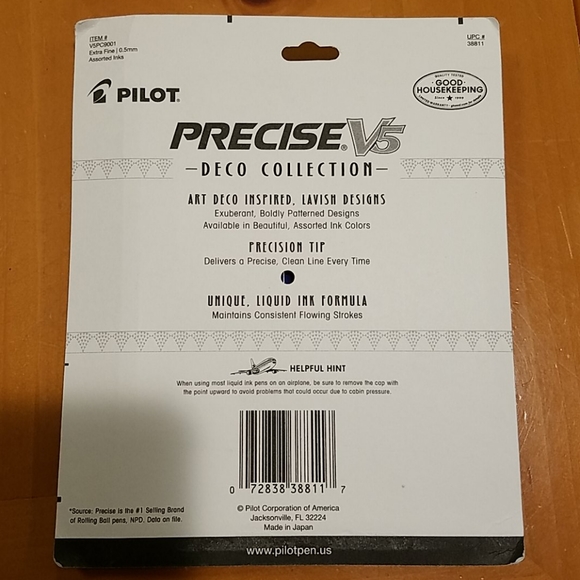 ITEM #
V5PC9001
Extra Fine | 0.5mm
Assorted Inks
UPC #
38811
PILOT®
QUALITY TESTED
GOOD
HOUSEKEEPING
Since ★ 1909
PRECISE® V5
—DECO COLLECTION—
ART DECO INSPIRED, LAVISH DESIGNS
Exuberant, Boldly Patterned Designs
Available in Beautiful, Assorted Ink Colors
PRECISION TIP
Delivers a Precise, Clean Line Every Time
UNIQUE, LIQUID INK FORMULA
Maintains Consistent Flowing Strokes
HELPFUL HINT
When using most liquid ink pens on an airplane, be sure to remove the cap with
the point upward to avoid problems that could occur due to cabin pressure.
0 72838 38811 7
*Source: Precise is the #1 Selling Brand
of Rolling Ball pens, NPD. Data on file.
© Pilot Corporation of America
Jacksonville, FL 32224
Made in Japan
www.pilotpen.us